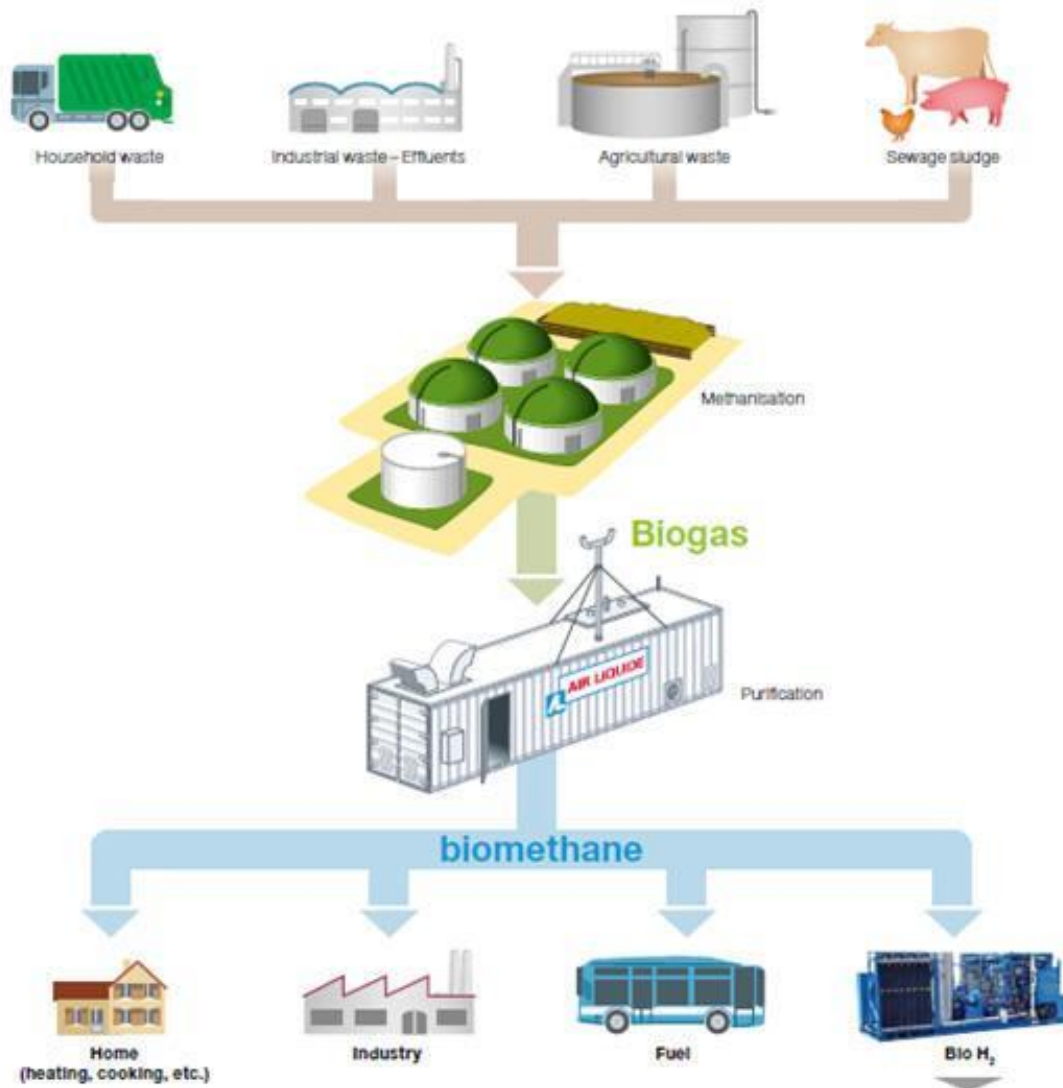 Household waste
Industrial waste – Effluents
Agricultural waste
Sewage sludge
Methanisation
Biogas
AIR LIQUIDE
Purification
biomethane
Home
(heating, cooking, etc.)
Industry
Fuel
Bio H₂